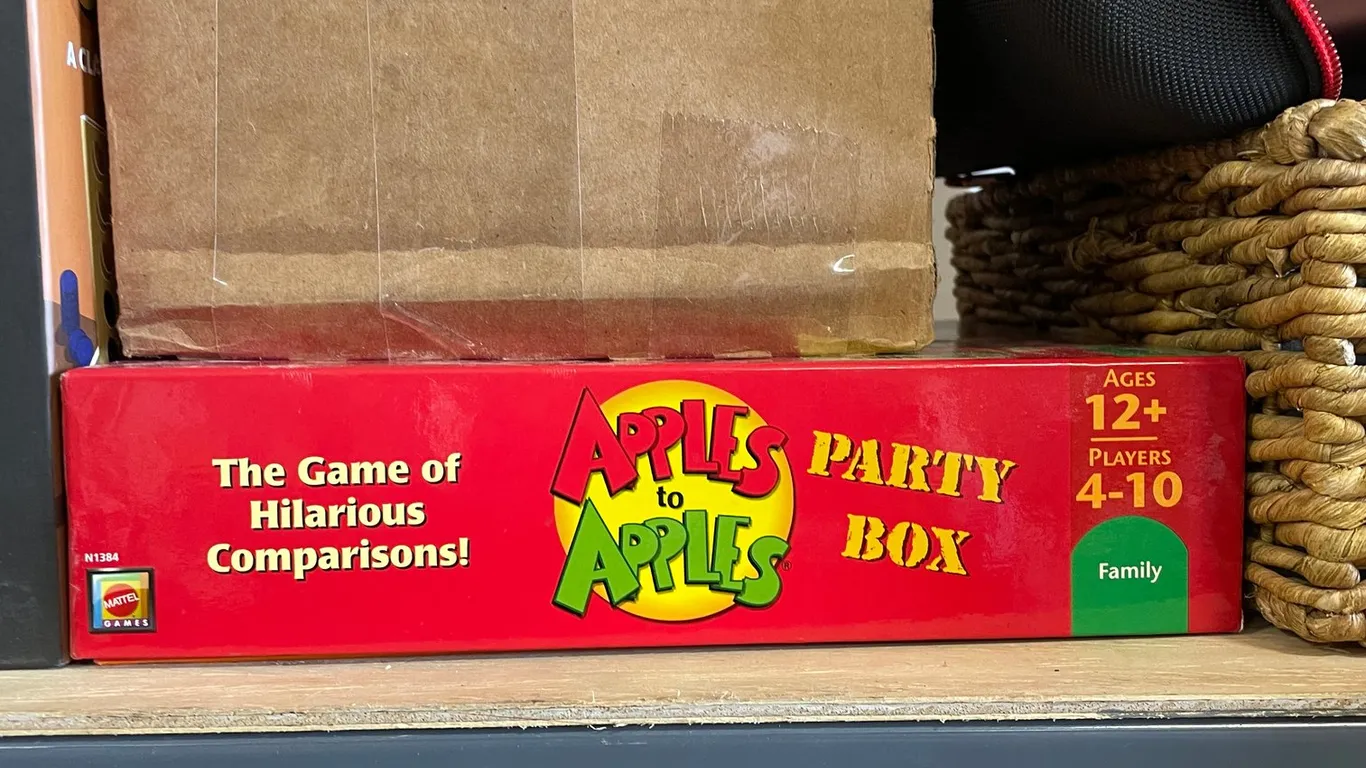 The Game of
Hilarious
Comparisons!
N1384
MATTEL
GAMES
APPLES
to
APPLES®
PARTY
BOX
AGES
12+
PLAYERS
4-10
Family